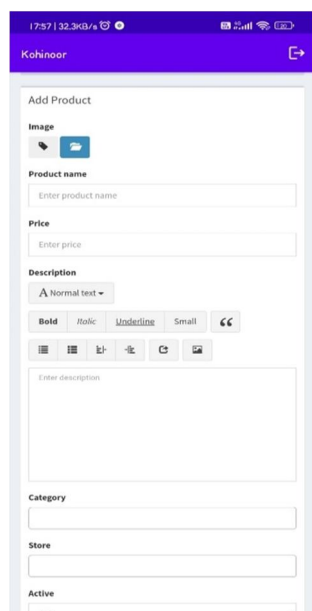 17:57 | 32.3KB/s
Kohinoor
Add Product
Image
Product name
Enter product name
Price
Enter price
Description
A Normal text
Bold Italic Underline Small
Enter description
Category
Store
Active